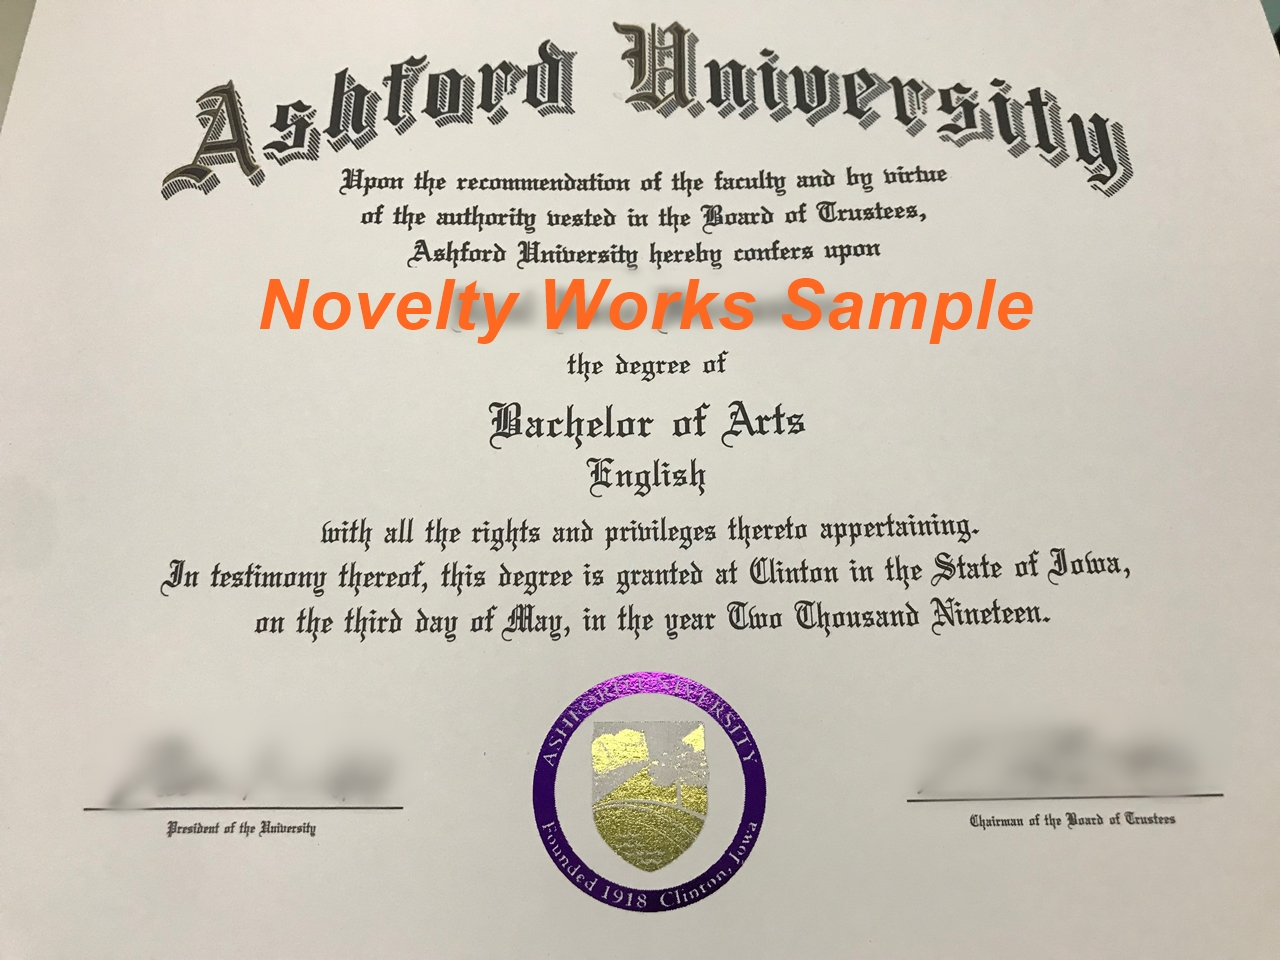 Ashford University
Upon the recommendation of the faculty and by virtue
of the authority vested in the Board of Trustees,
Ashford University hereby confers upon
Novelty Works Sample
the degree of
Bachelor of Arts
English
with all the rights and privileges thereto appertaining.
In testimony thereof, this degree is granted at Clinton in the State of Iowa,
on the third day of May, in the year Two Thousand Nineteen.
President of the University
Chairman of the Board of Trustees
Founded 1918 Clinton, Iowa